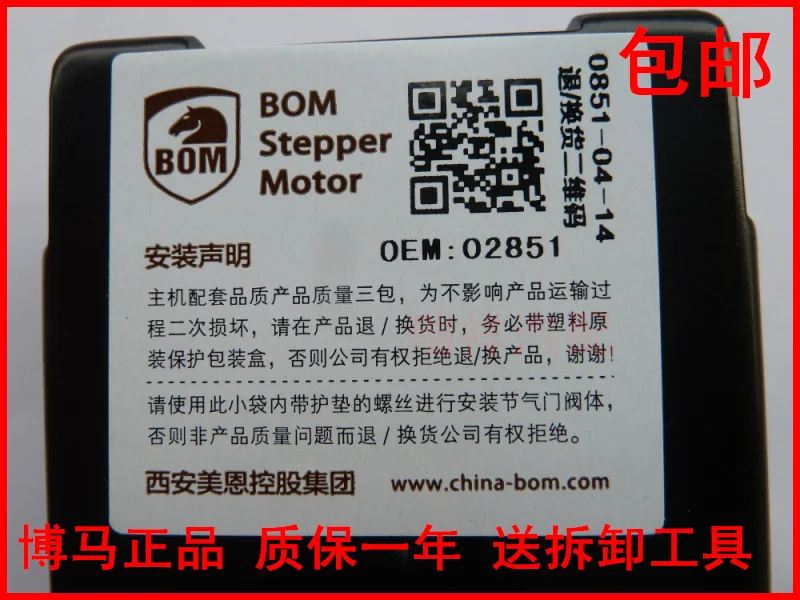 包邮
BOM
BOM
Stepper
Motor
0851-04-14
退/换货二维码
安装声明
OEM:02851
主机配套品质产品质量三包，为不影响产品运输过
程二次损坏，请在产品退/换货时，务必带塑料原
装保护包装盒，否则公司有权拒绝退/换产品，谢谢!
请使用此小袋内带护垫的螺丝进行安装节气门阀体，
否则非产品质量问题而退/换货公司有权拒绝。
西安美恩控股集团 www.china-bom.com
博马正品 质保一年 送拆卸工具